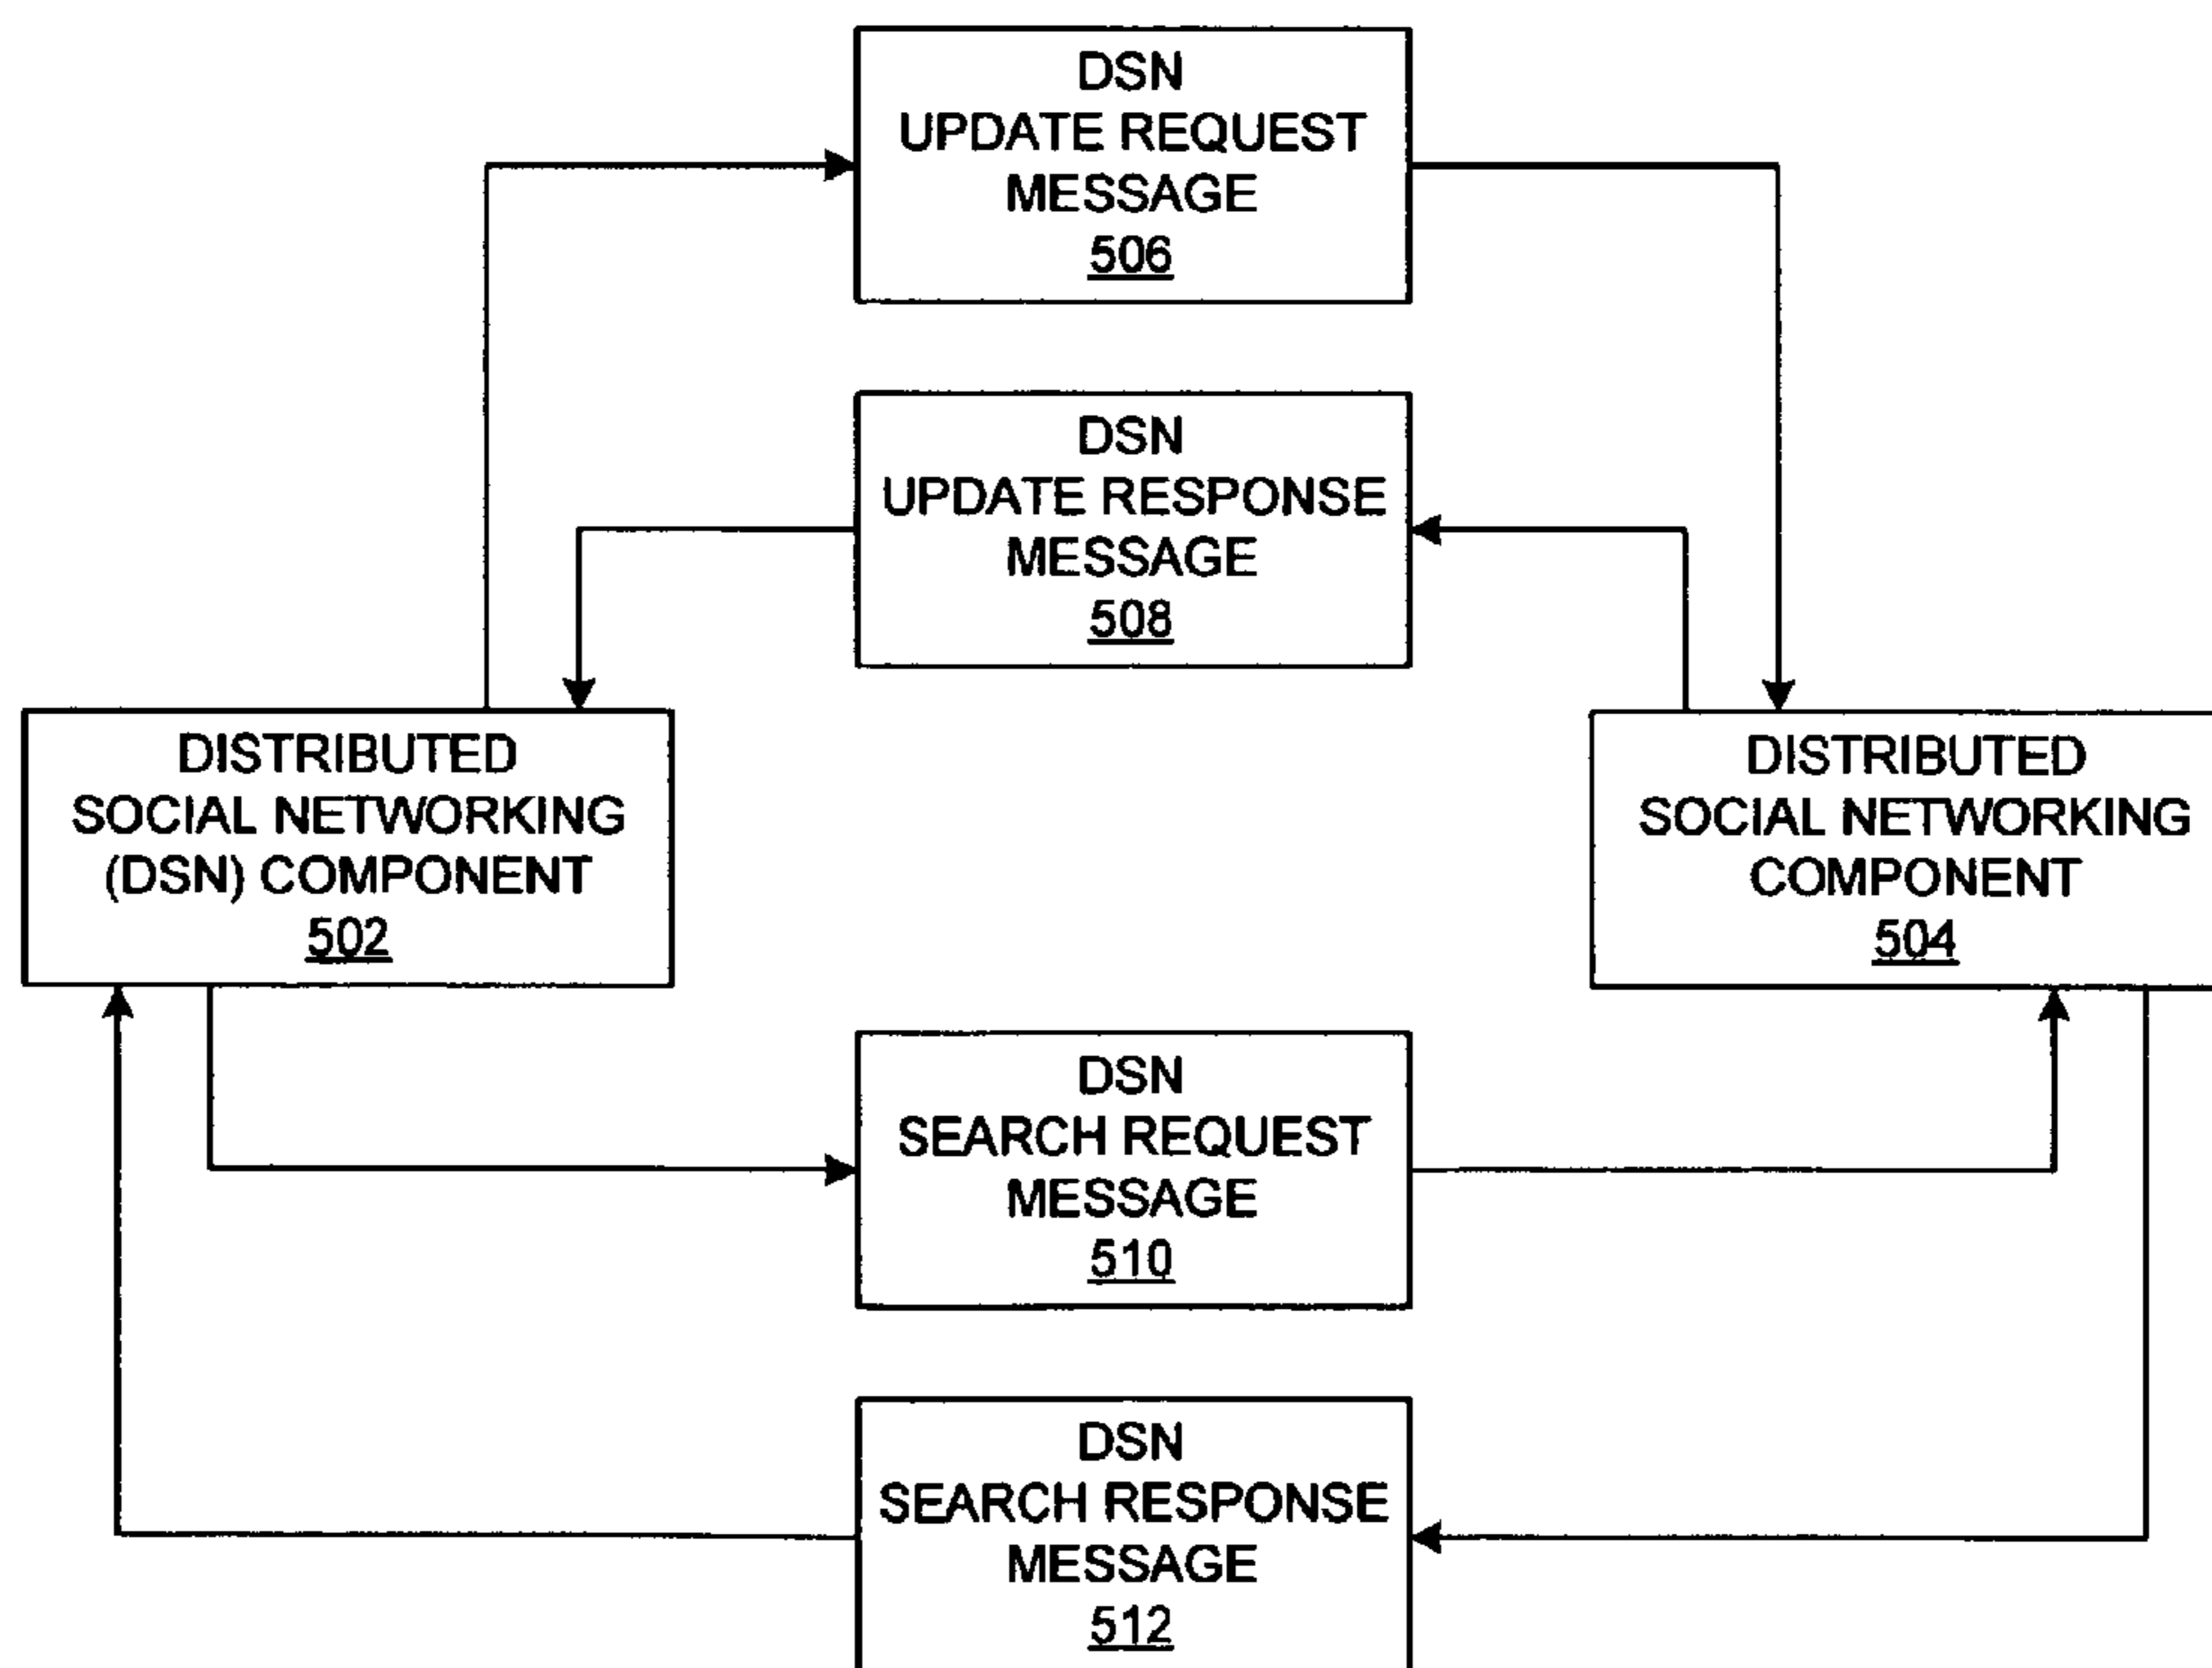 DSN
UPDATE REQUEST
MESSAGE
506
DSN
UPDATE RESPONSE
MESSAGE
508
DISTRIBUTED
SOCIAL NETWORKING
(DSN) COMPONENT
502
DISTRIBUTED
SOCIAL NETWORKING
COMPONENT
504
DSN
SEARCH REQUEST
MESSAGE
510
DSN
SEARCH RESPONSE
MESSAGE
512